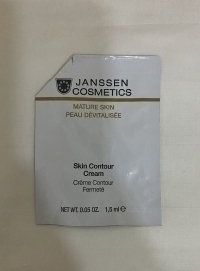 JANSSEN
COSMETICS
MATURE SKIN
PEAU DÉVITALISÉE
Skin Contour
Cream
Crème Contour
Fermeté
NET WT. 0.05 OZ. 1,5 ml ℮